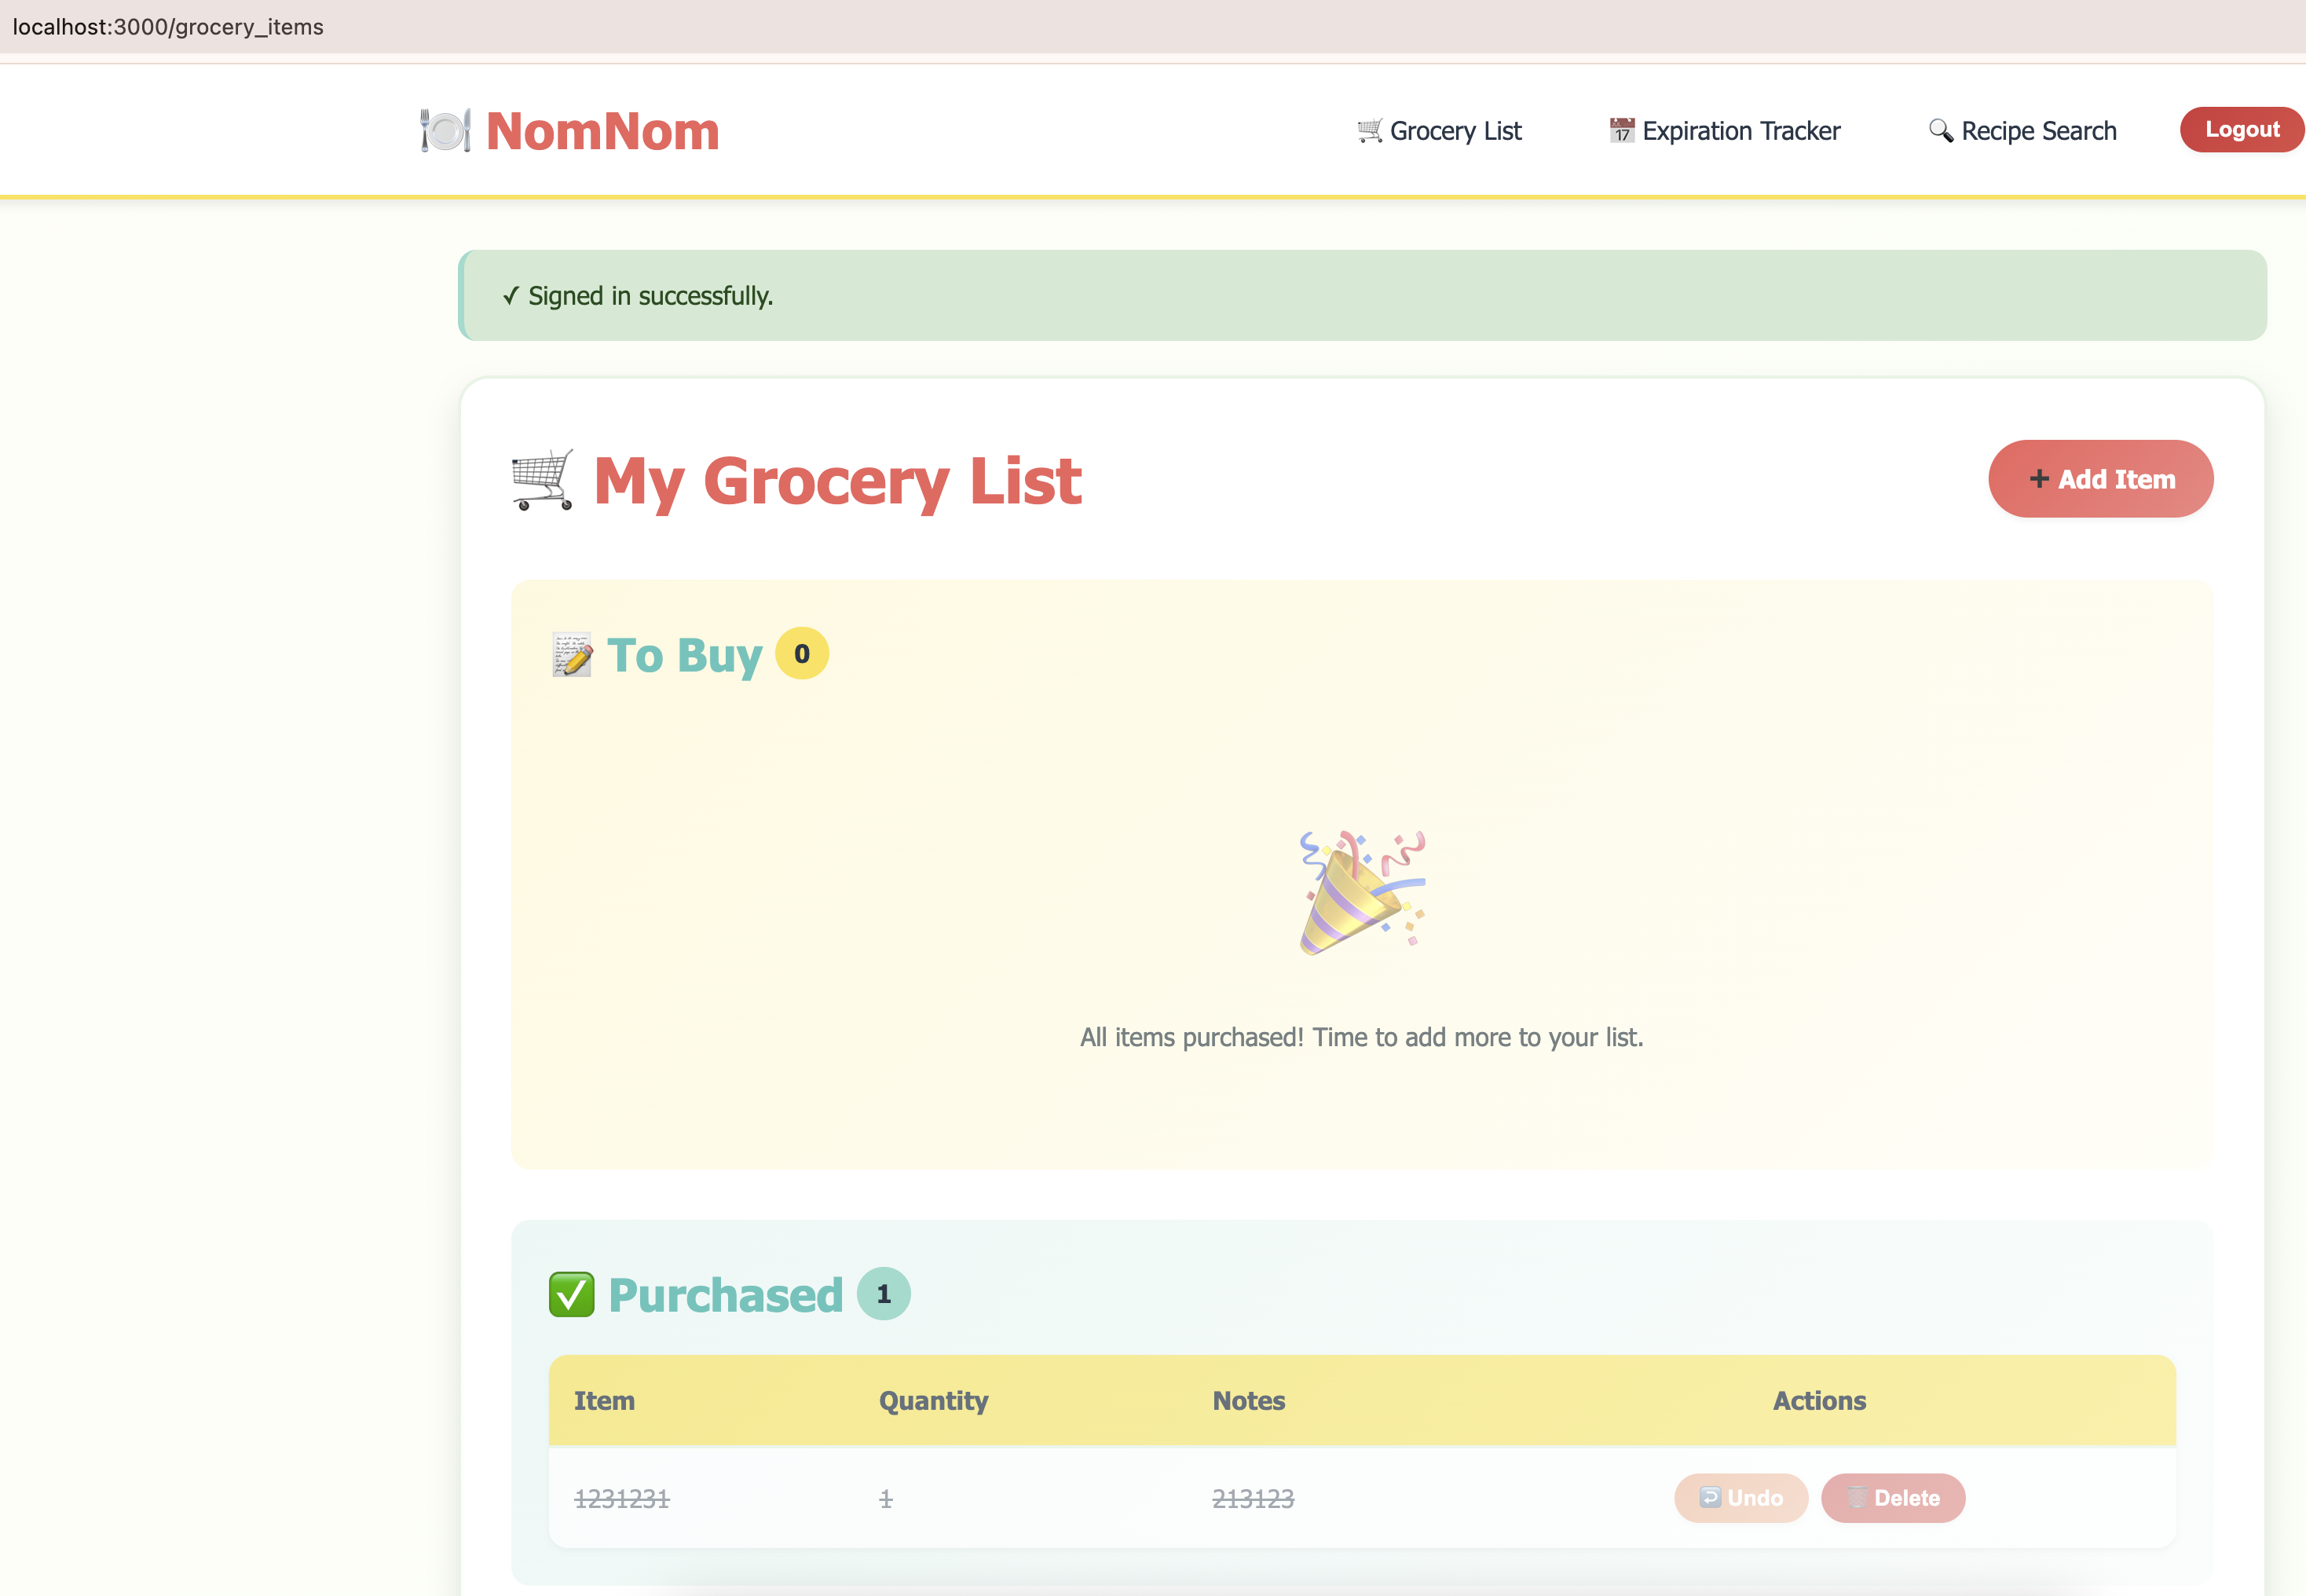 localhost:3000/grocery_items
NomNom
Grocery List
Expiration Tracker
Recipe Search
Logout
✓ Signed in successfully.
My Grocery List
+ Add Item
To Buy 0
All items purchased! Time to add more to your list.
Purchased 1
Item Quantity Notes Actions
1231231 1 213123 Undo Delete